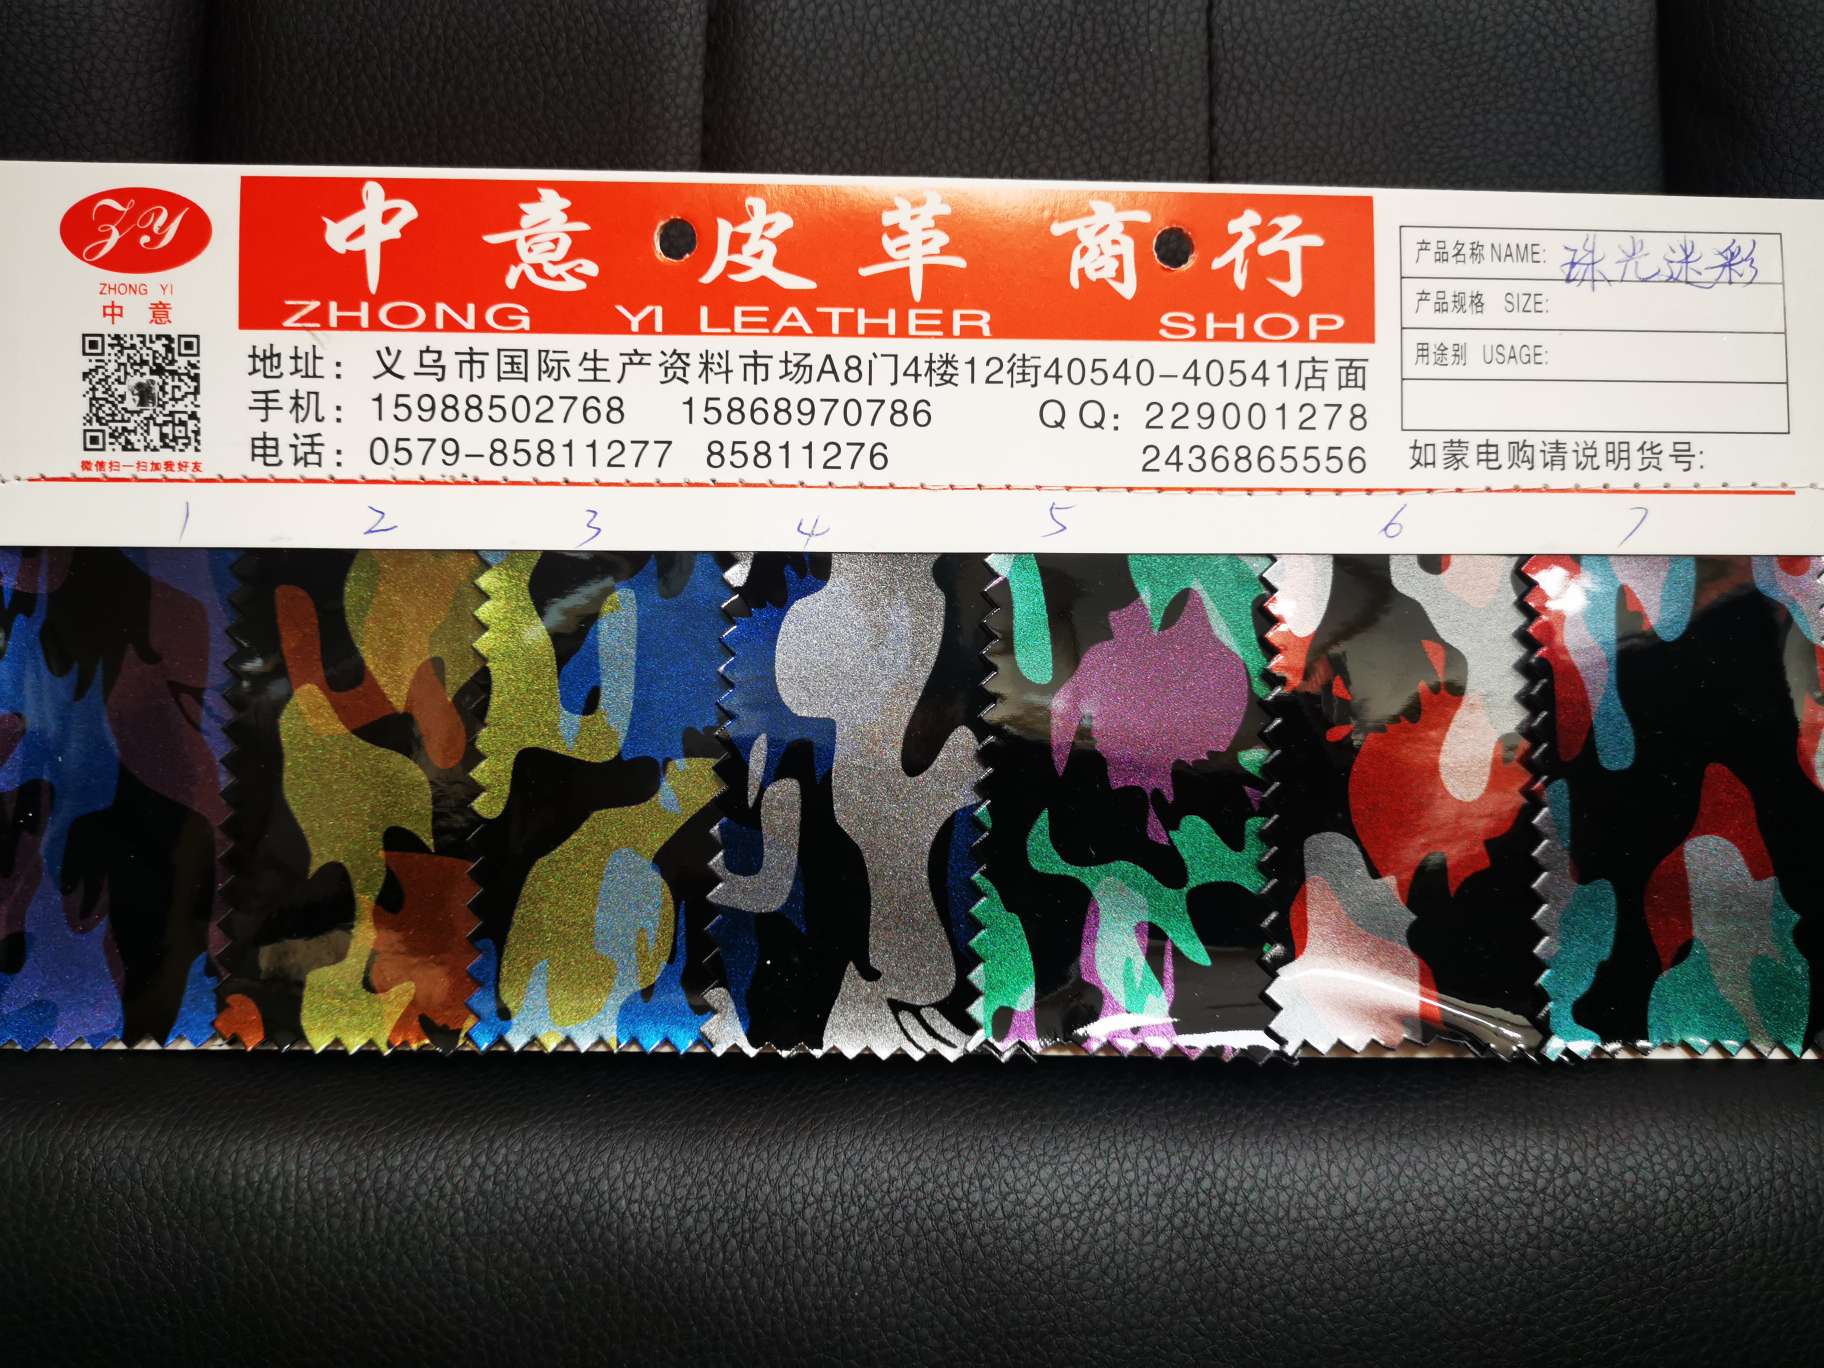 ZY
ZHONG YI
中意
微信扫一扫加我好友
中意皮革商行
ZHONG YI LEATHER SHOP
地址：义乌市国际生产资料市场A8门4楼12街40540-40541店面
手机：15988502768 15868970786 QQ：229001278
电话：0579-85811277 85811276 2436865556
产品名称 NAME: 珠光迷彩
产品规格 SIZE:
用途别 USAGE:
如蒙电购请说明货号:
1 2 3 4 5 6 7